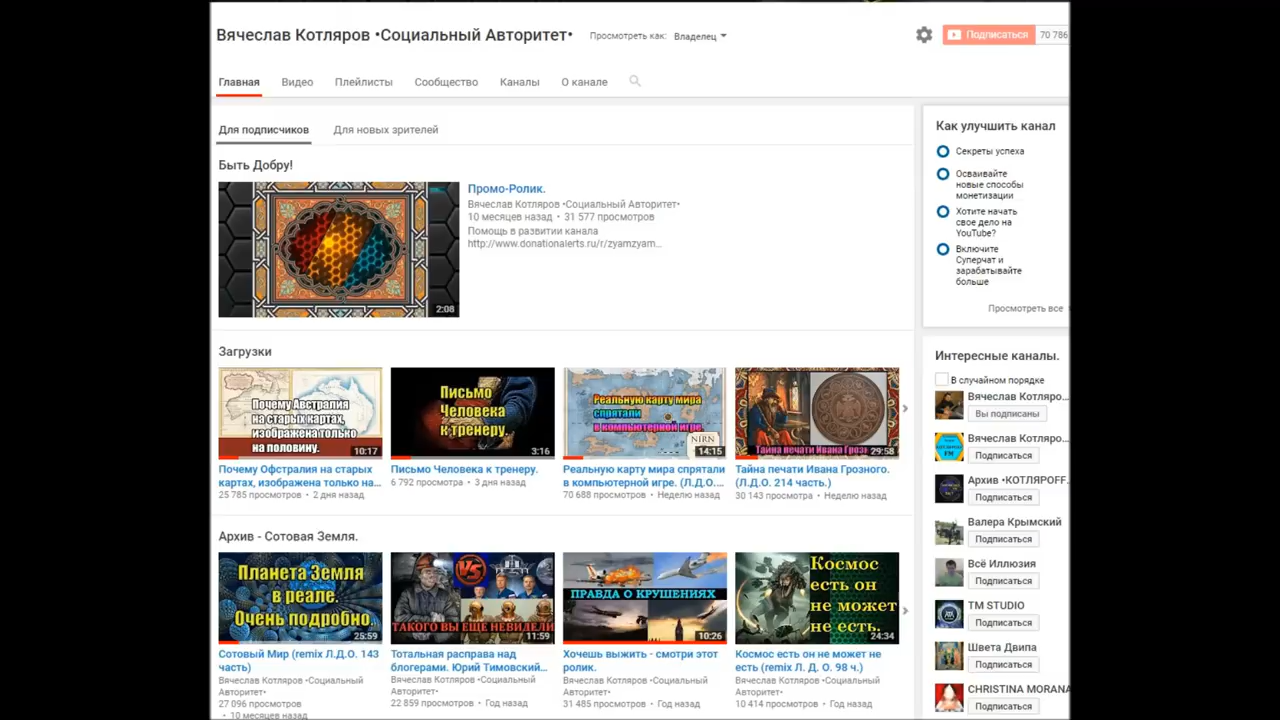 Вячеслав Котляров •Социальный Авторитет•
Просмотреть как: Владелец
Подписаться 70 786
Главная Видео Плейлисты Сообщество Каналы О канале
Для подписчиков Для новых зрителей
Быть Добру!
2:08
Промо-Ролик.
Вячеслав Котляров •Социальный Авторитет•
10 месяцев назад • 31 577 просмотров
Помощь в развитии канала
http://www.donationalerts.ru/r/zyamzyam...
Загрузки
Почему Австралия
на старых картах,
изображена только
на половину.
10:17
Почему Офстралия на старых
картах, изображена только на...
25 785 просмотров • 2 дня назад
Письмо
Человека
к тренеру.
3:16
Письмо Человека к тренеру.
6 792 просмотра • 3 дня назад
Реальную карту мира
спрятали
в компьютерной игре.
NIRN
14:15
Реальную карту мира спрятали
в компьютерной игре. (Л.Д.О....
70 688 просмотров • Неделю назад
Тайна печати Ивана Грозн
29:58
Тайна печати Ивана Грозного.
(Л.Д.О. 214 часть.)
30 143 просмотра • Неделю назад
Архив - Сотовая Земля.
Планета Земля
в реале.
Очень подробно.
25:59
Сотовый Мир (remix Л.Д.О. 143
часть)
Вячеслав Котляров •Социальный
Авторитет•
27 096 просмотров
• 10 месяцев назад
VS
ТАКОГО ВЫ ЕЩЕ НЕВИДЕЛИ
11:59
Тотальная расправа над
блогерами. Юрий Тимовский...
Вячеслав Котляров •Социальный
Авторитет•
22 859 просмотров • Год назад
ПРАВДА О КРУШЕНИЯХ
10:26
Хочешь выжить - смотри этот
ролик.
Вячеслав Котляров •Социальный
Авторитет•
31 485 просмотров • Год назад
Космос
есть он
не может
не есть.
24:34
Космос есть он не может не
есть (remix Л. Д. О. 98 ч.)
Вячеслав Котляров •Социальный
Авторитет•
10 414 просмотров • Год назад
Как улучшить канал
Секреты успеха
Осваивайте
новые способы
монетизации
Хотите начать
свое дело на
YouTube?
Включите
Суперчат и
зарабатывайте
больше
Просмотреть все
Интересные каналы.
В случайном порядке
Вячеслав Котляро...
Вы подписаны
Вячеслав Котляро...
Подписаться
Архив •КОТЛЯРОFF.
Подписаться
Валера Крымский
Подписаться
Всё Иллюзия
Подписаться
TM STUDIO
Подписаться
Швета Двипа
Подписаться
CHRISTINA MORANA
Подписаться